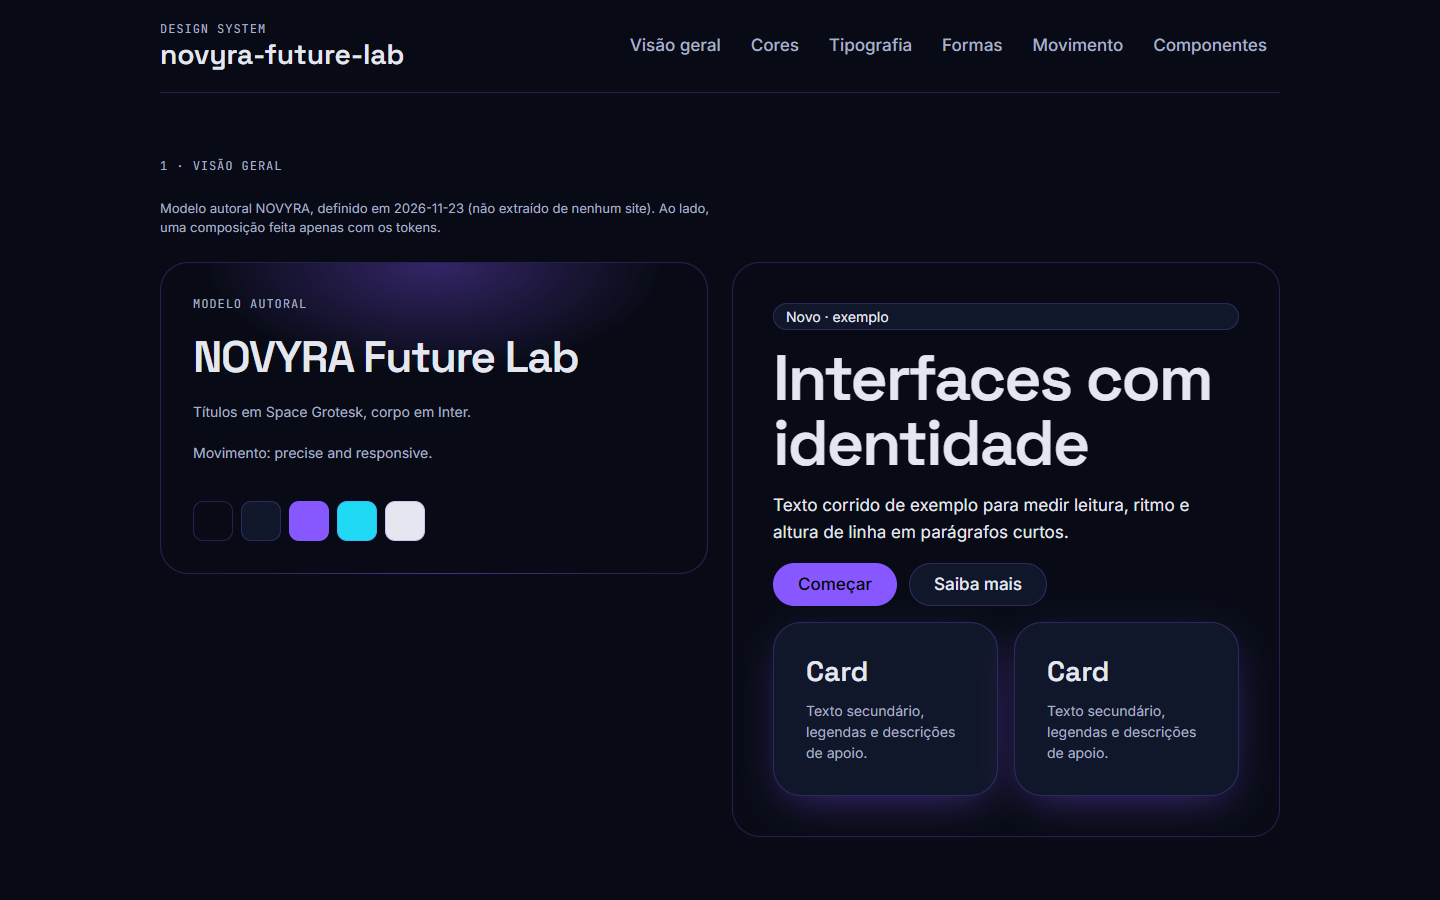 DESIGN SYSTEM
novyra-future-lab
Visão geral
Cores
Tipografia
Formas
Movimento
Componentes
1 · VISÃO GERAL
Modelo autoral NOVYRA, definido em 2026-11-23 (não extraído de nenhum site). Ao lado,
uma composição feita apenas com os tokens.
MODELO AUTORAL
NOVYRA Future Lab
Títulos em Space Grotesk, corpo em Inter.
Movimento: precise and responsive.
Novo · exemplo
Interfaces com
identidade
Texto corrido de exemplo para medir leitura, ritmo e
altura de linha em parágrafos curtos.
Começar
Saiba mais
Card
Texto secundário,
legendas e descrições
de apoio.
Card
Texto secundário,
legendas e descrições
de apoio.